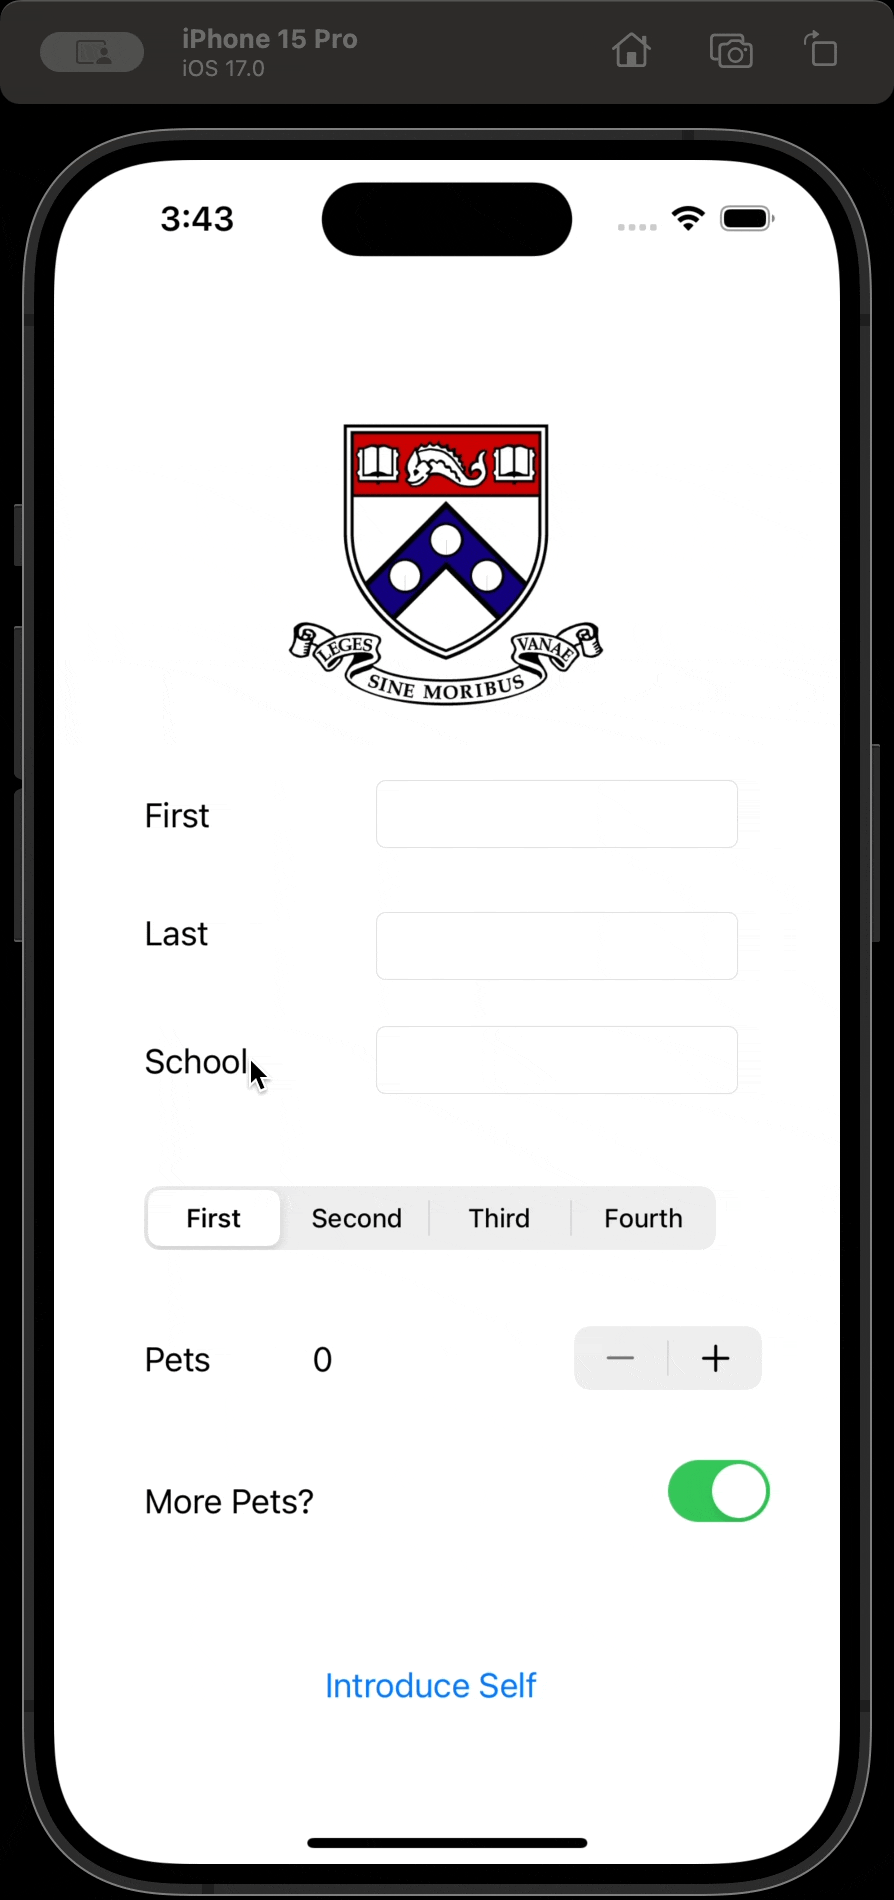 iPhone 15 Pro
iOS 17.0
3:43
LEGES
VANAE
SINE MORIBUS
First
Last
School
First Second Third Fourth
Pets 0
More Pets?
Introduce Self